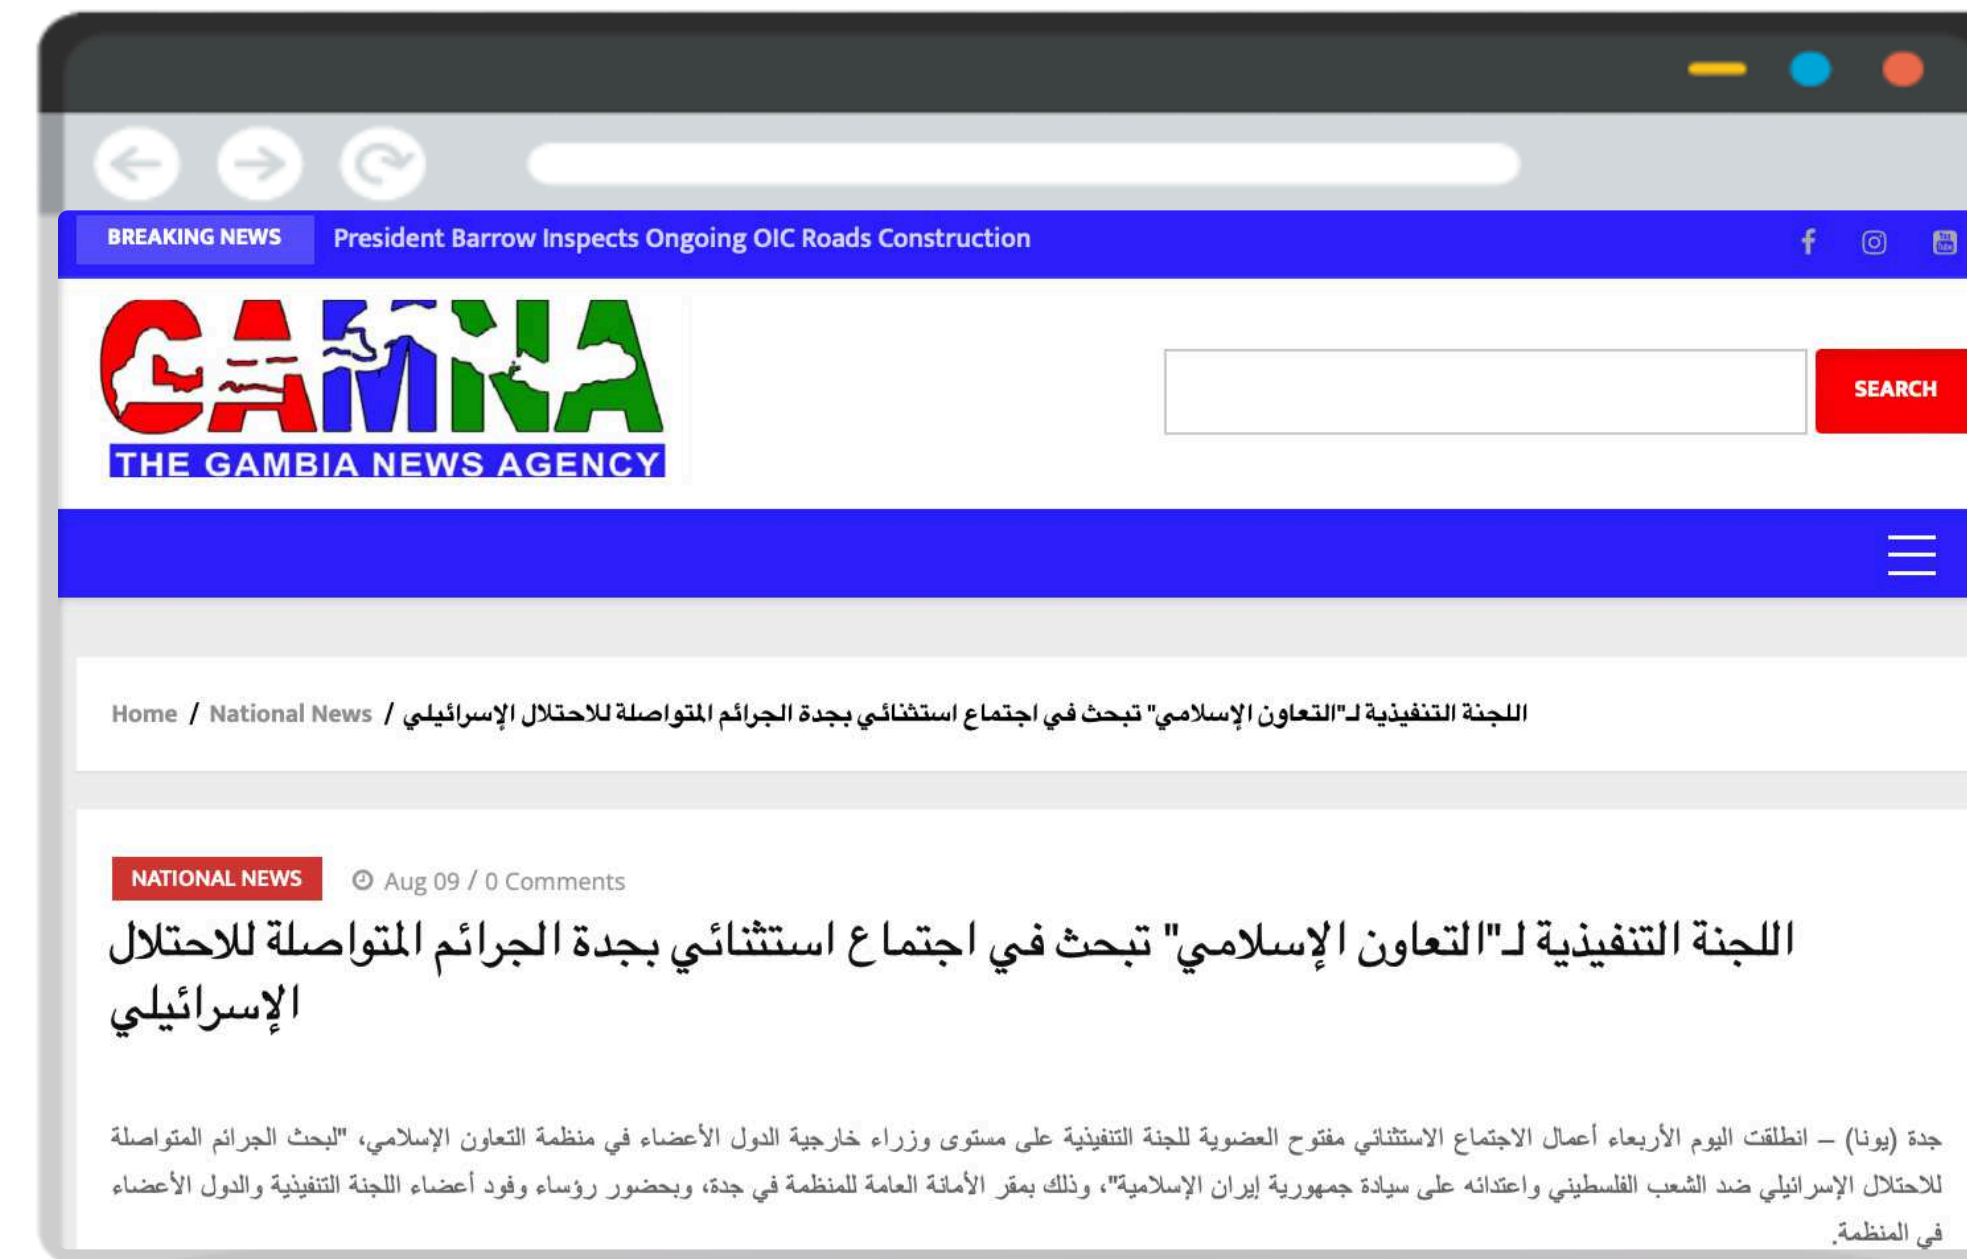 BREAKING NEWS President Barrow Inspects Ongoing OIC Roads Construction
GAMNA
THE GAMBIA NEWS AGENCY
SEARCH
Home / National News / اللجنة التنفيذية لـ"التعاون الإسلامي" تبحث في اجتماع استثنائي بجدة الجرائم المتواصلة للاحتلال الإسرائيلي
NATIONAL NEWS Aug 09 / 0 Comments
اللجنة التنفيذية لـ"التعاون الإسلامي" تبحث في اجتماع استثنائي بجدة الجرائم المتواصلة للاحتلال
الإسرائيلي
جدة (يونا) – انطلقت اليوم الأربعاء أعمال الاجتماع الاستثنائي مفتوح العضوية للجنة التنفيذية على مستوى وزراء خارجية الدول الأعضاء في منظمة التعاون الإسلامي، "لبحث الجرائم المتواصلة
للاحتلال الإسرائيلي ضد الشعب الفلسطيني واعتدائه على سيادة جمهورية إيران الإسلامية"، وذلك بمقر الأمانة العامة للمنظمة في جدة، وبحضور رؤساء وفود أعضاء اللجنة التنفيذية والدول الأعضاء
في المنظمة.